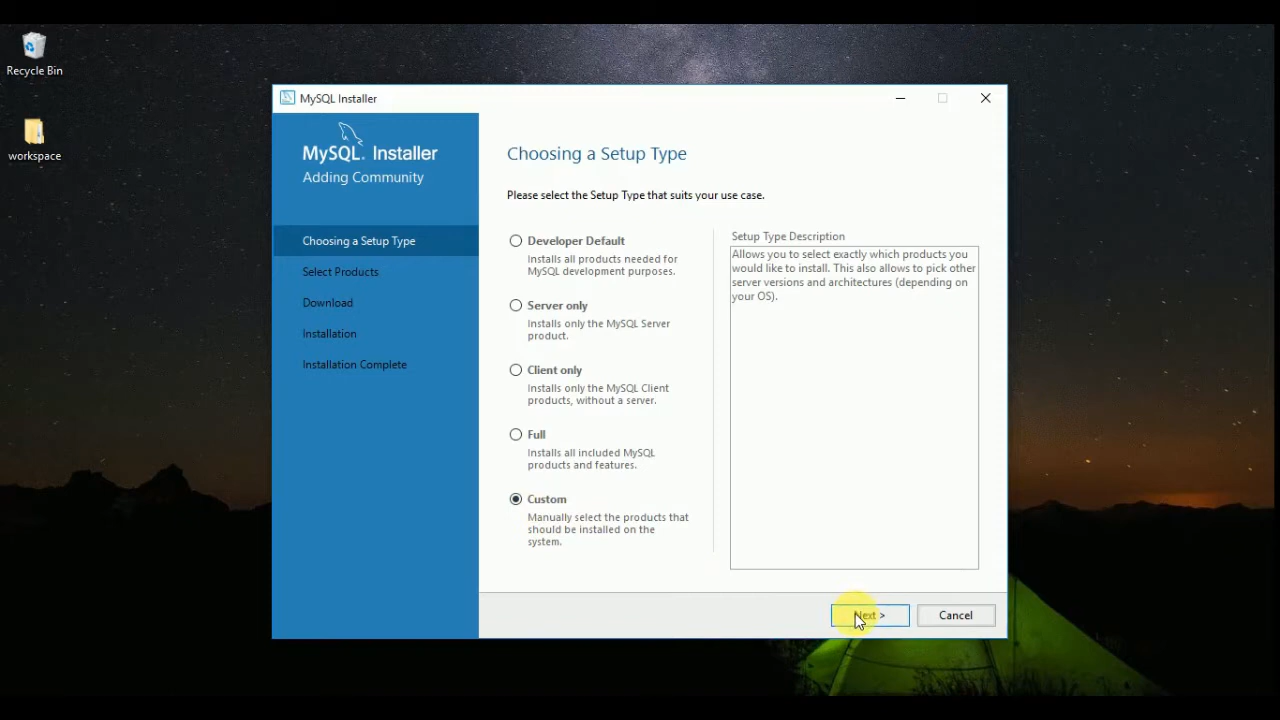 Recycle Bin
workspace
MySQL Installer
MySQL. Installer
Adding Community
Choosing a Setup Type
Select Products
Download
Installation
Installation Complete
Choosing a Setup Type
Please select the Setup Type that suits your use case.
Developer Default
Installs all products needed for
MySQL development purposes.
Server only
Installs only the MySQL Server
product.
Client only
Installs only the MySQL Client
products, without a server.
Full
Installs all included MySQL
products and features.
Custom
Manually select the products that
should be installed on the
system.
Setup Type Description
Allows you to select exactly which products you
would like to install. This also allows to pick other
server versions and architectures (depending on
your OS).
Next >
Cancel